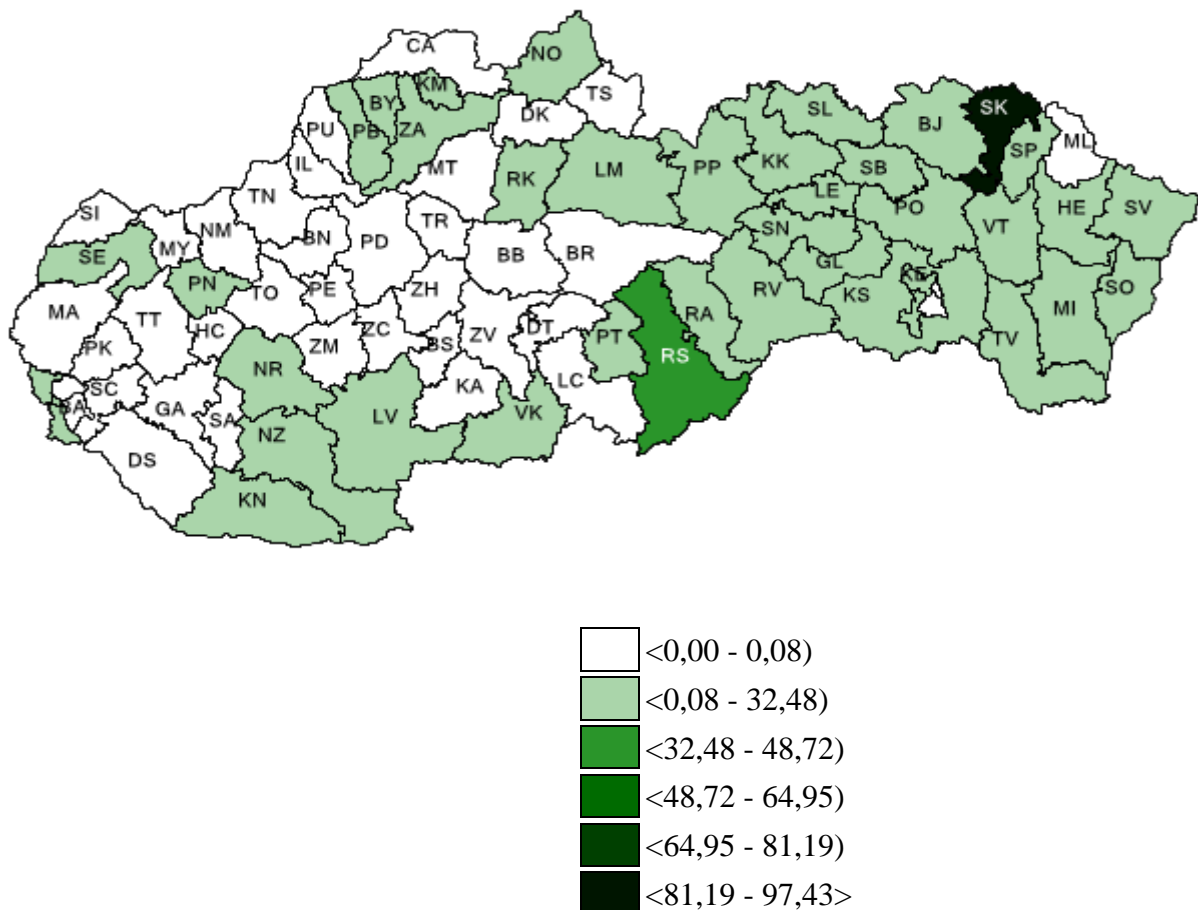 CA
NO
KM
TS
BY
DK
PU
PB
ZA
SL
SK
BJ
ML
IL
MT
RK
LM
PP
KK
SB
SP
TN
LE
PO
HE
SV
SI
NM
BN
TR
VT
MY
PD
BB
BR
SN
SE
PN
GL
KE
TO
PE
ZH
RV
KS
SO
MA
TT
HC
ZM
ZC
BS
ZV
DT
PT
RA
MI
TV
PK
RS
SC
NR
KA
LC
BA
GA
SA
LV
VK
NZ
DS
KN
<0,00 - 0,08)
<0,08 - 32,48)
<32,48 - 48,72)
<48,72 - 64,95)
<64,95 - 81,19)
<81,19 - 97,43>